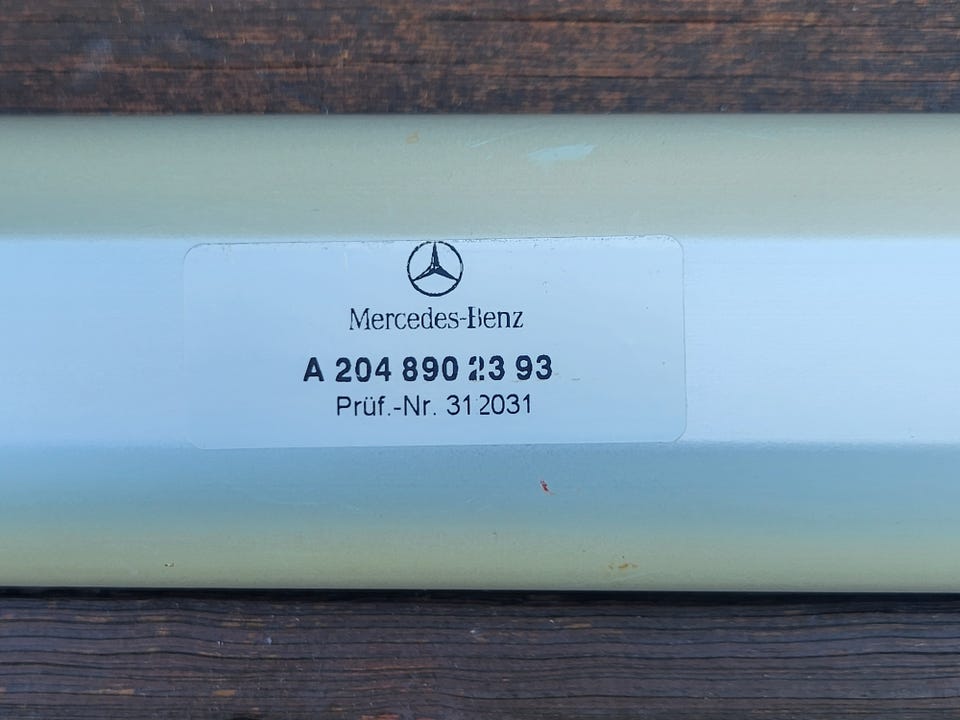 Mercedes-Benz
A 204 890 23 93
Prüf.-Nr. 312031